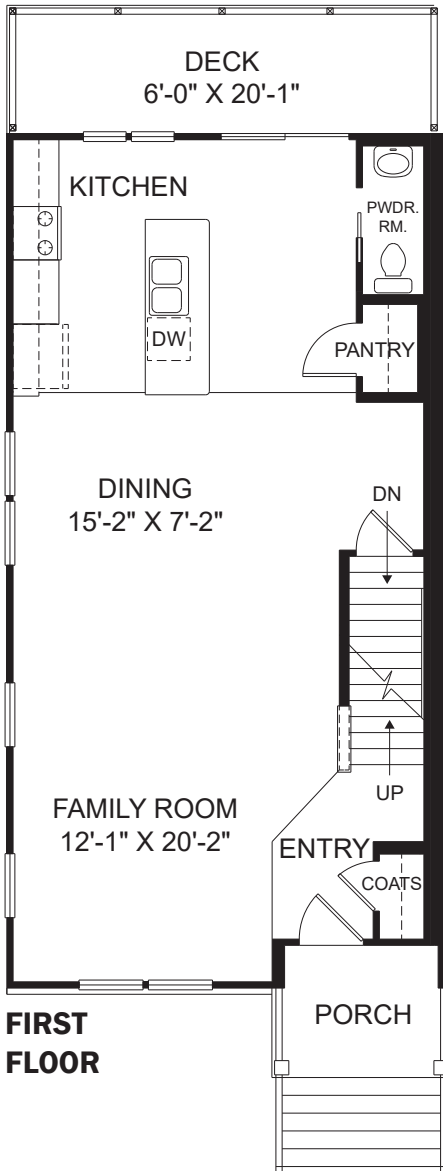 DECK
6'-0" X 20'-1"
KITCHEN
PWDR.
RM.
DW
PANTRY
DINING
15'-2" X 7'-2"
DN
UP
FAMILY ROOM
12'-1" X 20'-2"
ENTRY
COATS
PORCH
FIRST
FLOOR